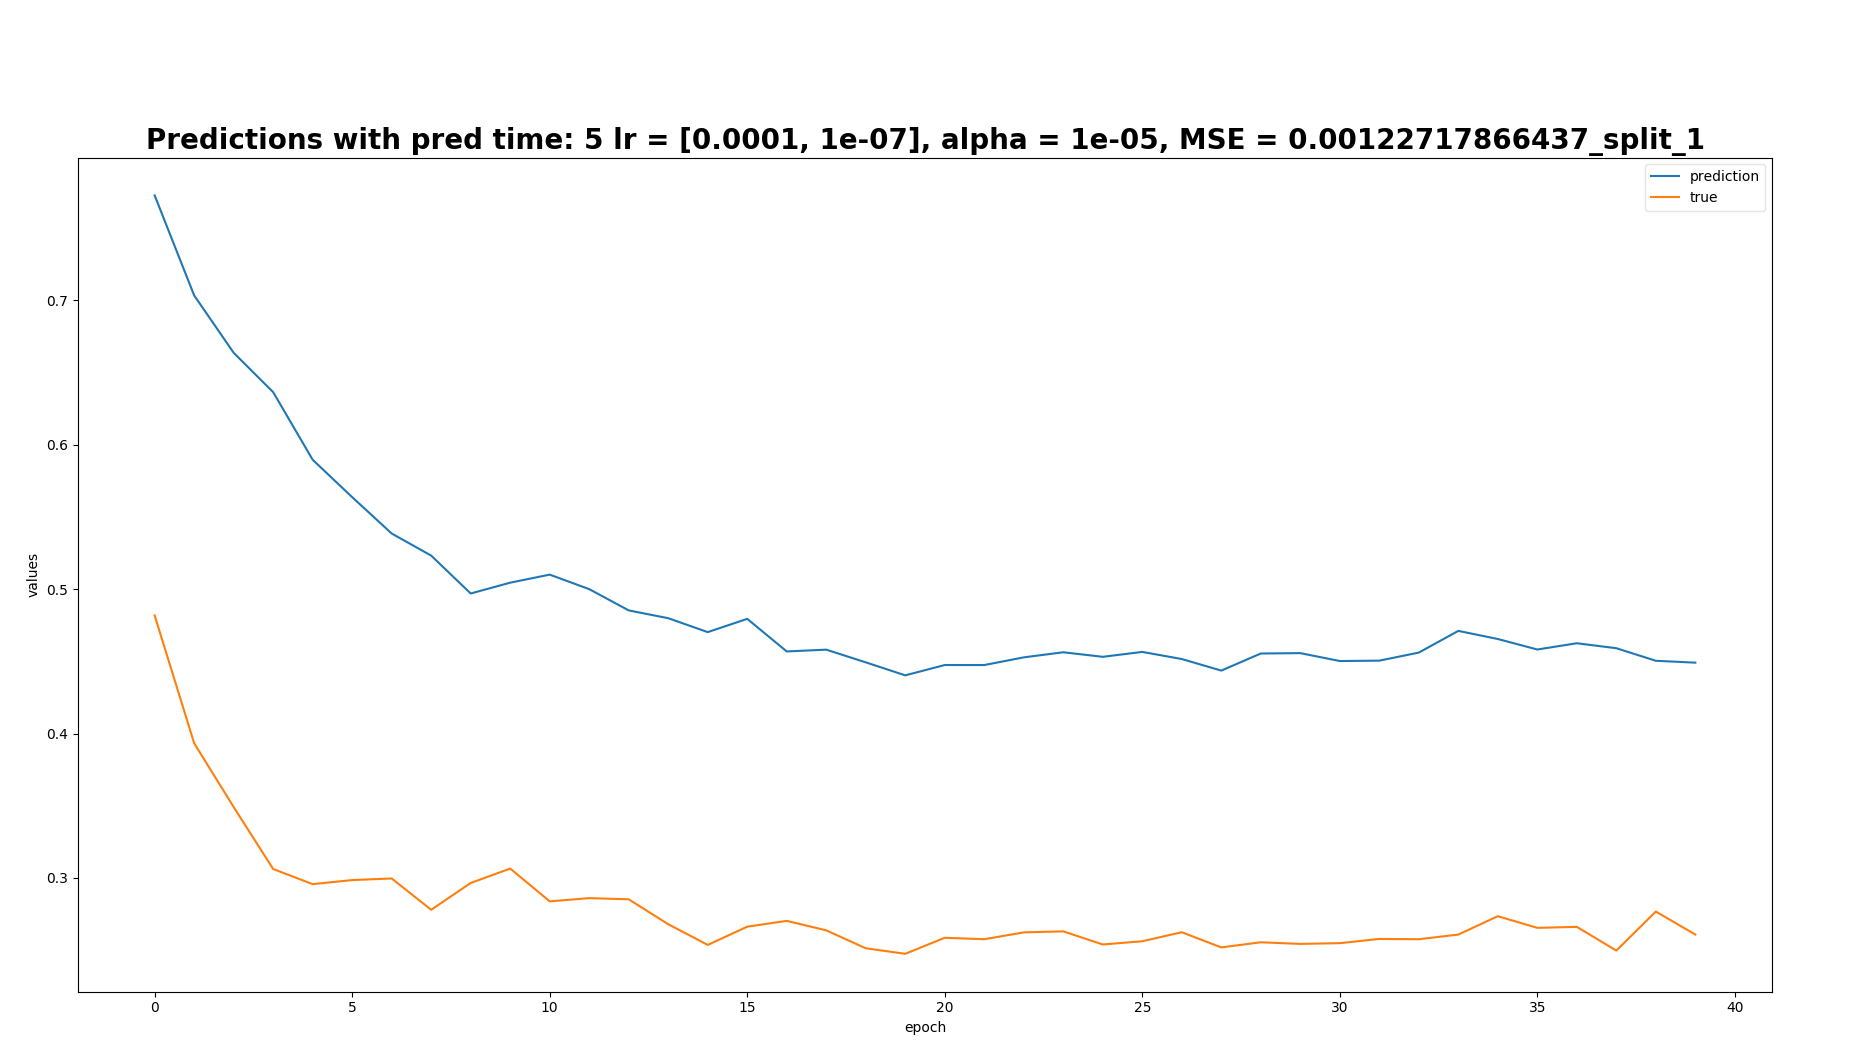 Predictions with pred time: 5 lr = [0.0001, 1e-07], alpha = 1e-05, MSE = 0.00122717866437_split_1
prediction
true
values
0.7
0.6
0.5
0.4
0.3
0 5 10 15 20 25 30 35 40
epoch